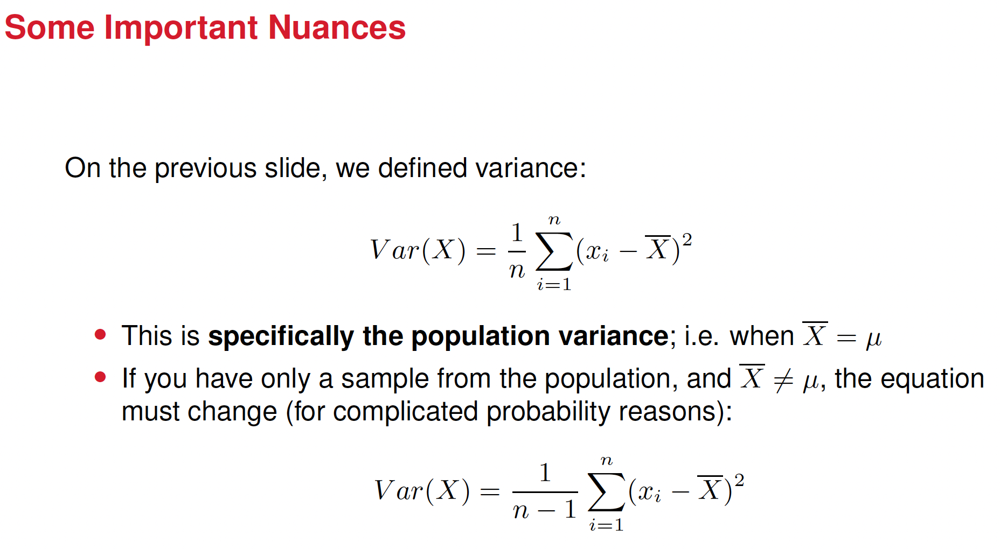 Some Important Nuances
On the previous slide, we defined variance:
$Var(X) = \frac{1}{n} \sum_{i=1}^{n} (x_i - \overline{X})^2$
• This is specifically the population variance; i.e. when $\overline{X} = \mu$
• If you have only a sample from the population, and $\overline{X} \neq \mu$, the equation
must change (for complicated probability reasons):
$Var(X) = \frac{1}{n-1} \sum_{i=1}^{n} (x_i - \overline{X})^2$